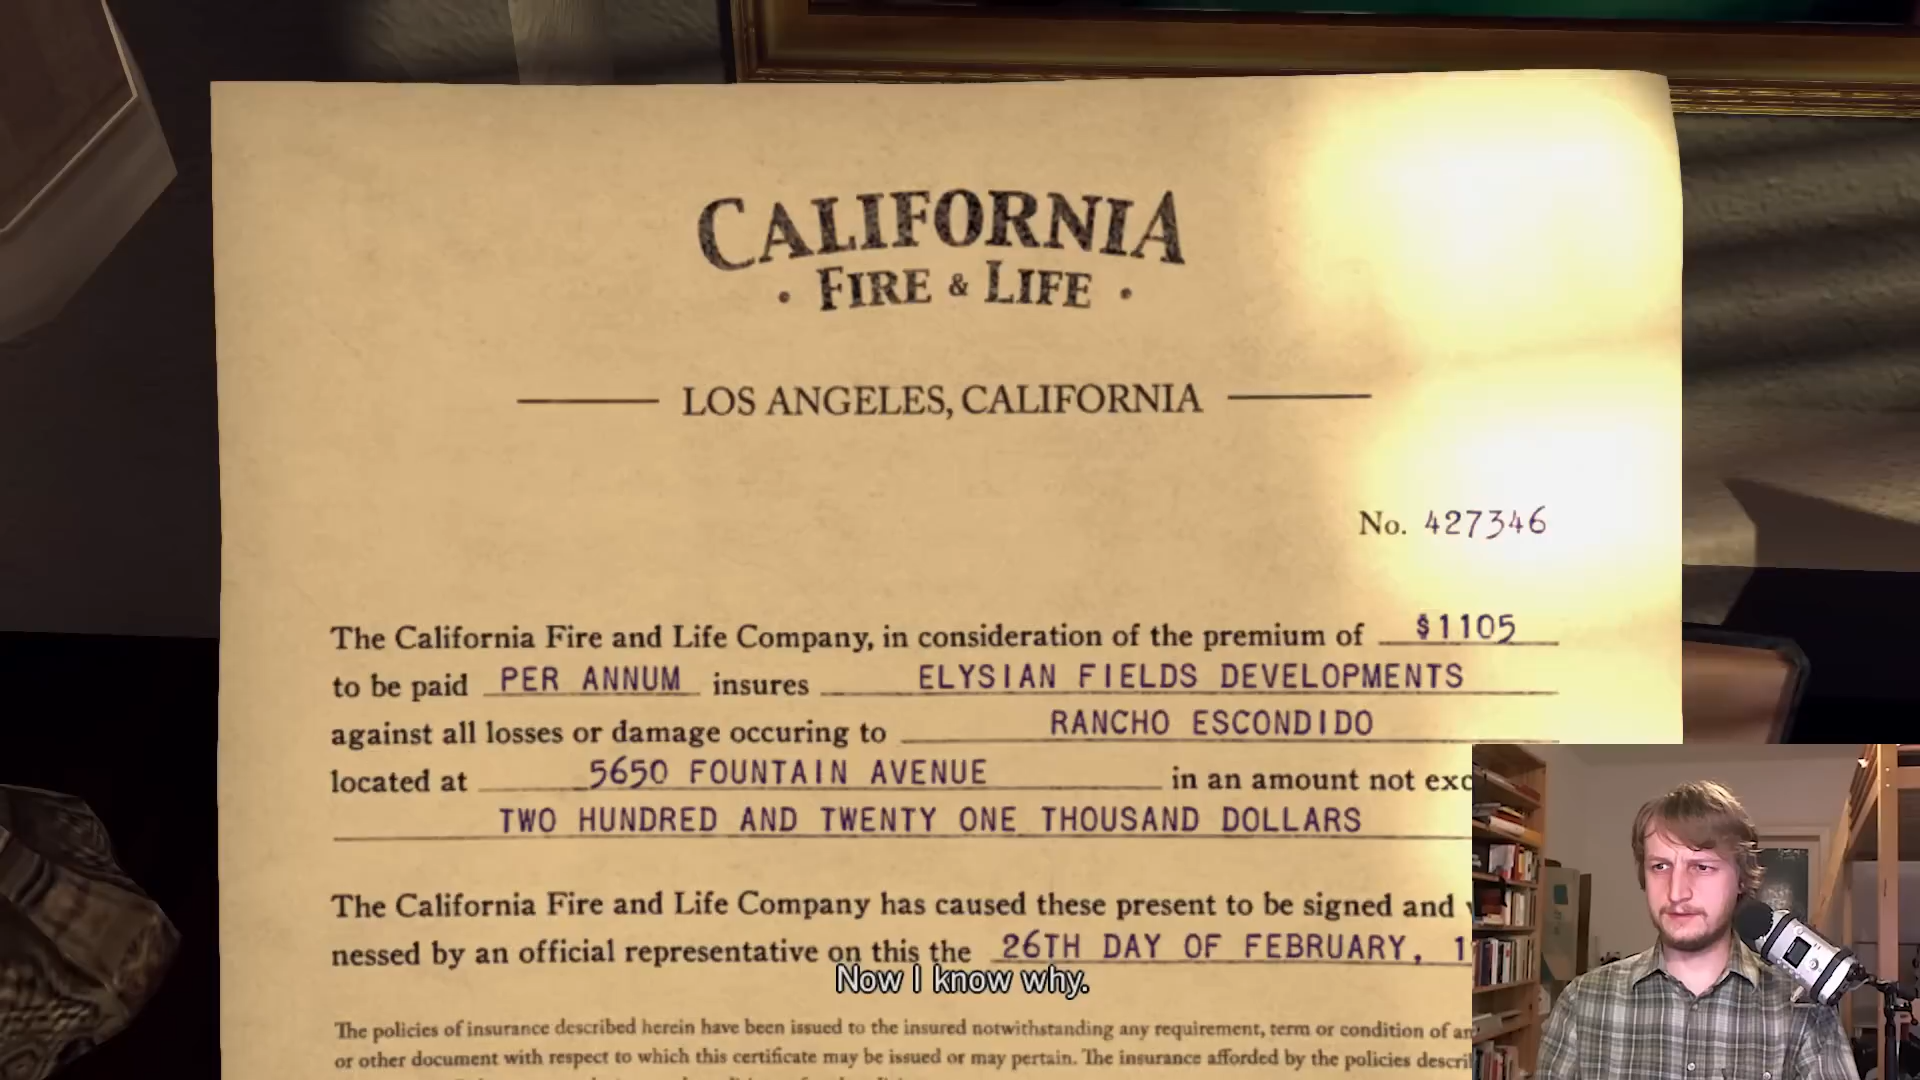 CALIFORNIA
· FIRE & LIFE ·
LOS ANGELES, CALIFORNIA
No. 427346
The California Fire and Life Company, in consideration of the premium of $1105
to be paid PER ANNUM insures ELYSIAN FIELDS DEVELOPMENTS
against all losses or damage occuring to RANCHO ESCONDIDO
located at 5650 FOUNTAIN AVENUE in an amount not
TWO HUNDRED AND TWENTY ONE THOUSAND DOLLARS
The California Fire and Life Company has caused these present to be signed and
nessed by an official representative on this the 26TH DAY OF FEBRUARY,
Now I know why.
The policies of insurance described herein have been issued to the insured notwithstanding any requirement, term or condition of
or other document with respect to which this certificate may be issued or may pertain. The insurance afforded by the policies